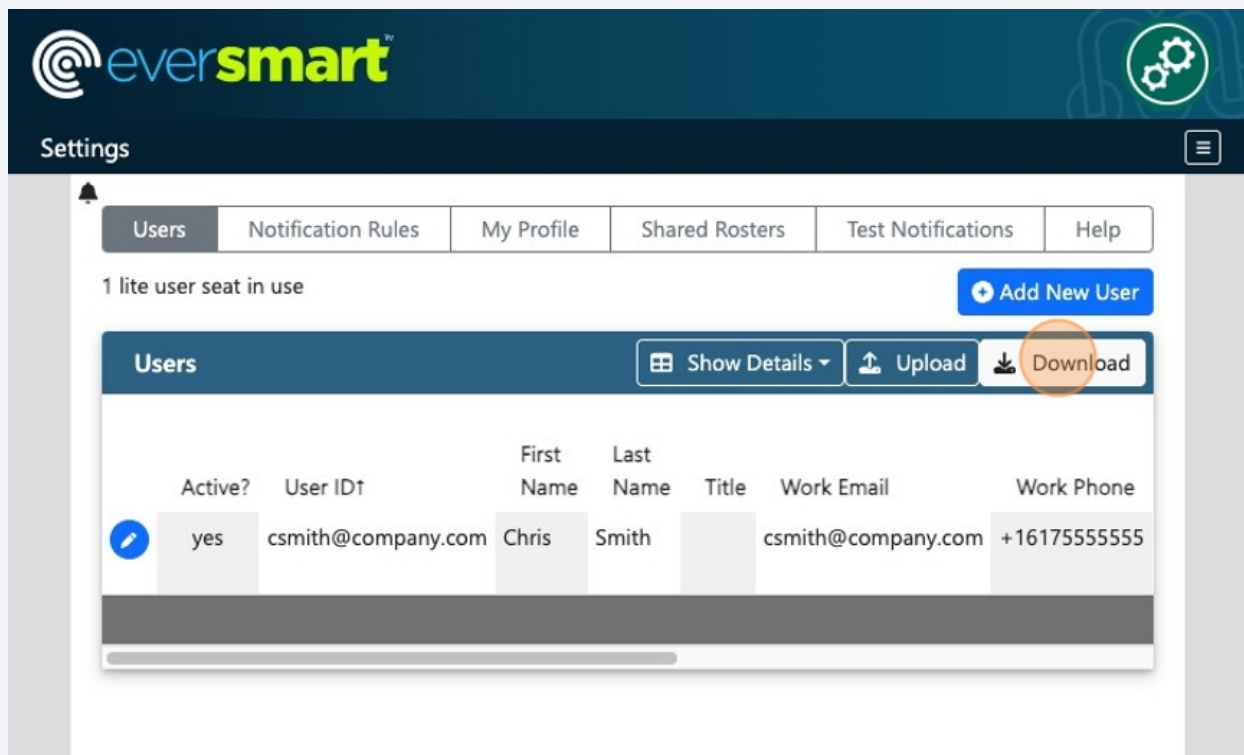 eversmart™
Settings
Users Notification Rules My Profile Shared Rosters Test Notifications Help
1 lite user seat in use Add New User
Users Show Details Upload Download
First Last
Active? User ID↑ Name Name Title Work Email Work Phone
yes csmith@company.com Chris Smith csmith@company.com +16175555555